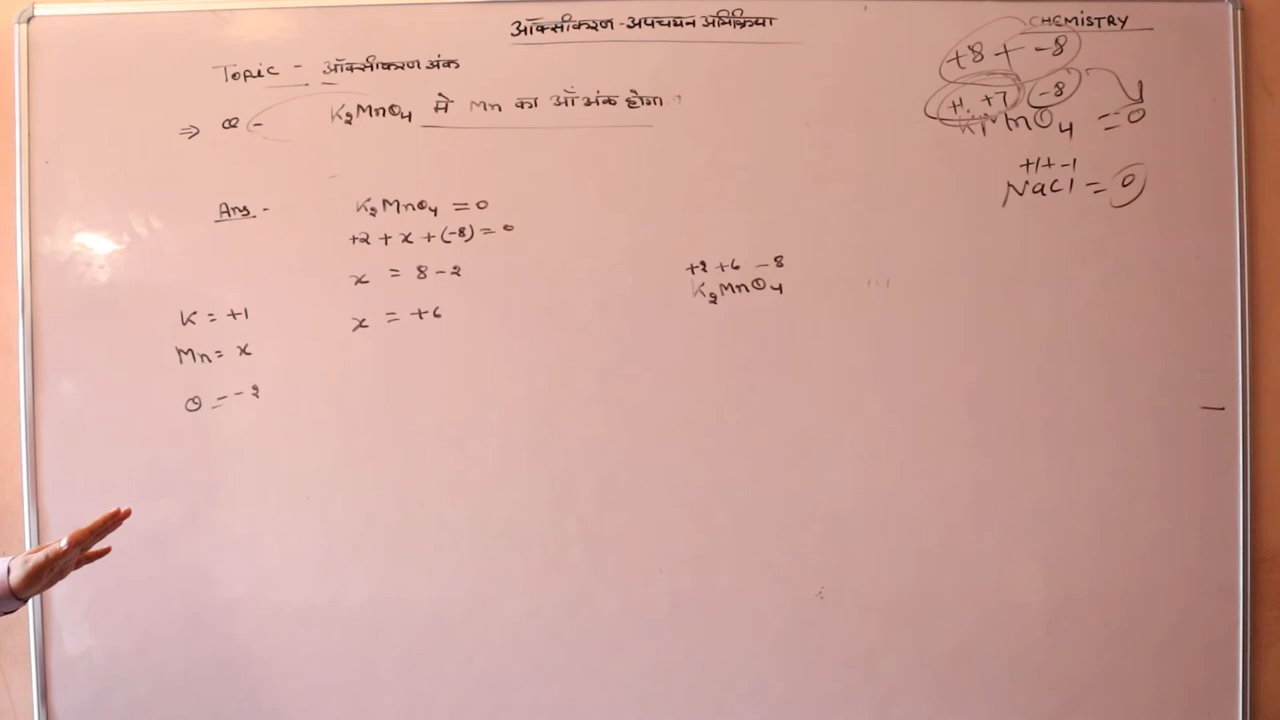 ऑक्सीकरण-अपचयन अभिक्रिया
CHEMISTRY
Topic - ऑक्सीकरण अंक
+8 + -8
⇒ Q - K₂MnO₄ मे Mn का ऑ॰ अंक होगा ?
+1 +7 -8
MnO₄ = 0
+1 + -1
NaCl = 0
Ans - K₂MnO₄ = 0
+2 + x + (-8) = 0
x = 8 - 2
+2 +6 -8
K₂MnO₄
K = +1
x = +6
Mn = x
O = -2